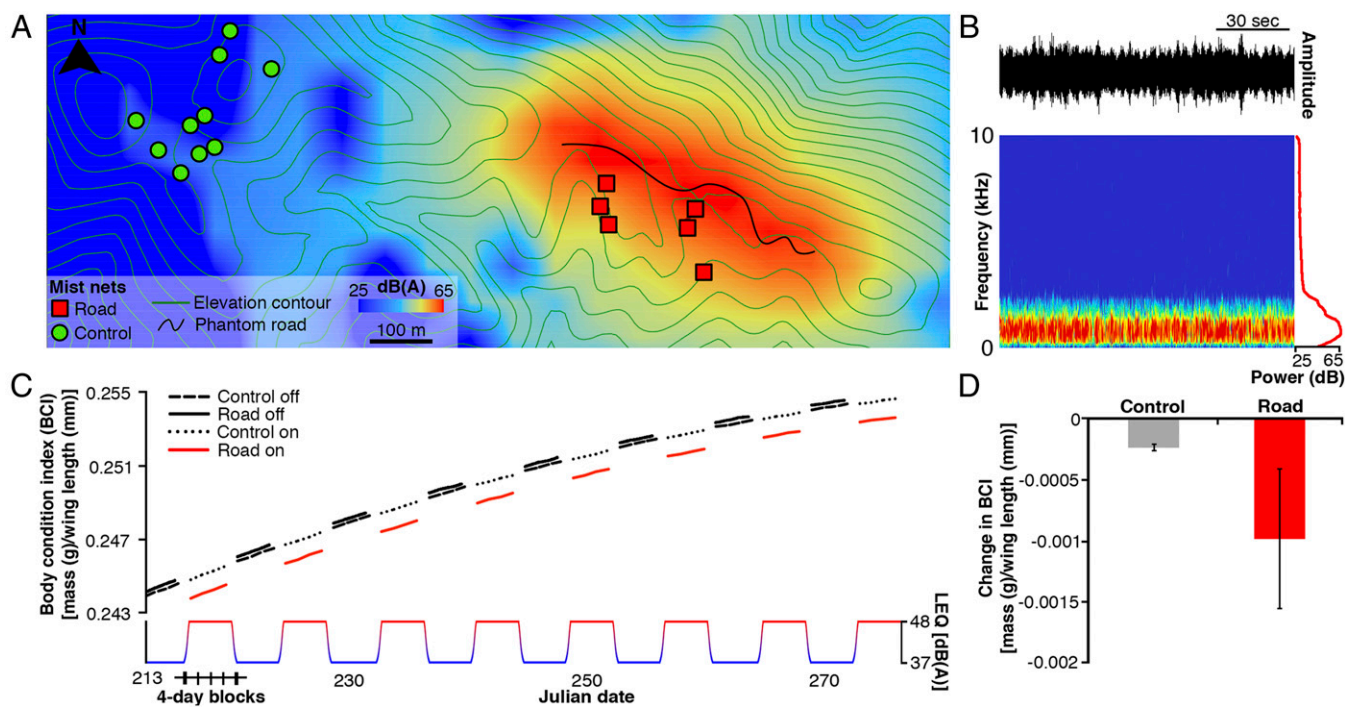 A
N
Mist nets
Road
Control
Elevation contour
Phantom road
dB(A)
25 65
100 m
B
30 sec
Amplitude
10
Frequency (kHz)
0
25 65
Power (dB)
C
Body condition index (BCI)
[mass (g)/wing length (mm)]
0.255
0.251
0.247
0.243
Control off
Road off
Control on
Road on
48
37
LEQ [dB(A)]
213 230 250 270
4-day blocks
Julian date
D
Control Road
Change in BCI
[mass (g)/wing length (mm)]
0
-0.0005
-0.001
-0.0015
-0.002